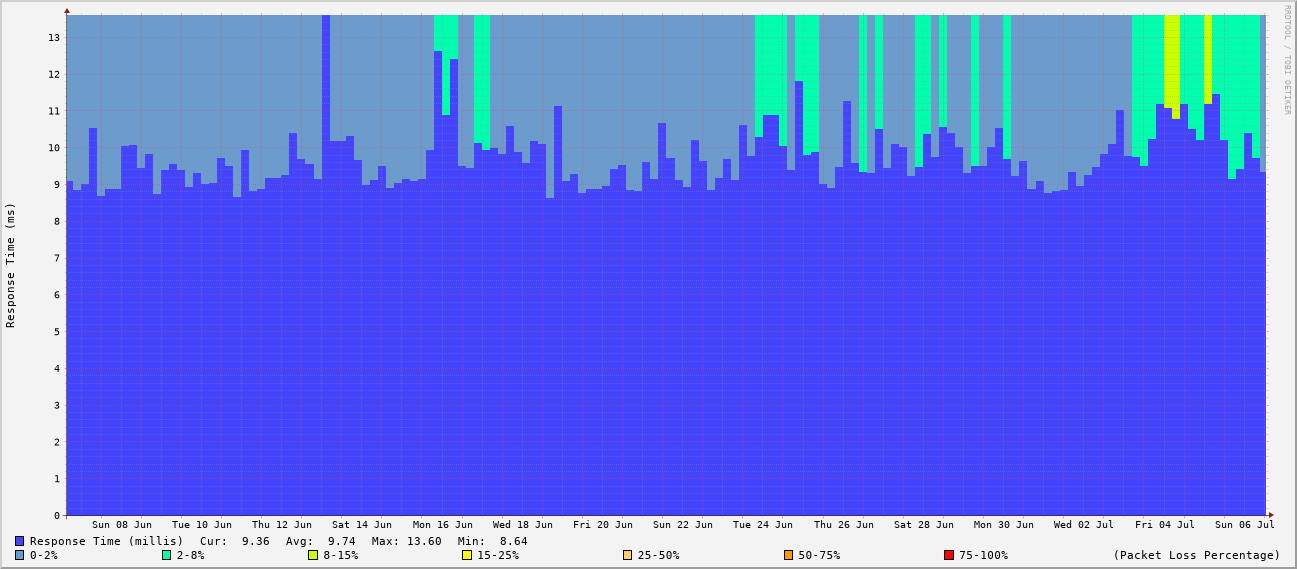 RRDTOOL / TOBI OETIKER
Response Time (ms)
13
12
11
10
9
8
7
6
5
4
3
2
1
0
Sun 08 Jun Tue 10 Jun Thu 12 Jun Sat 14 Jun Mon 16 Jun Wed 18 Jun Fri 20 Jun Sun 22 Jun Tue 24 Jun Thu 26 Jun Sat 28 Jun Mon 30 Jun Wed 02 Jul Fri 04 Jul Sun 06 Jul
Response Time (millis) Cur: 9.36 Avg: 9.74 Max: 13.60 Min: 8.64
0-2% 2-8% 8-15% 15-25% 25-50% 50-75% 75-100% (Packet Loss Percentage)